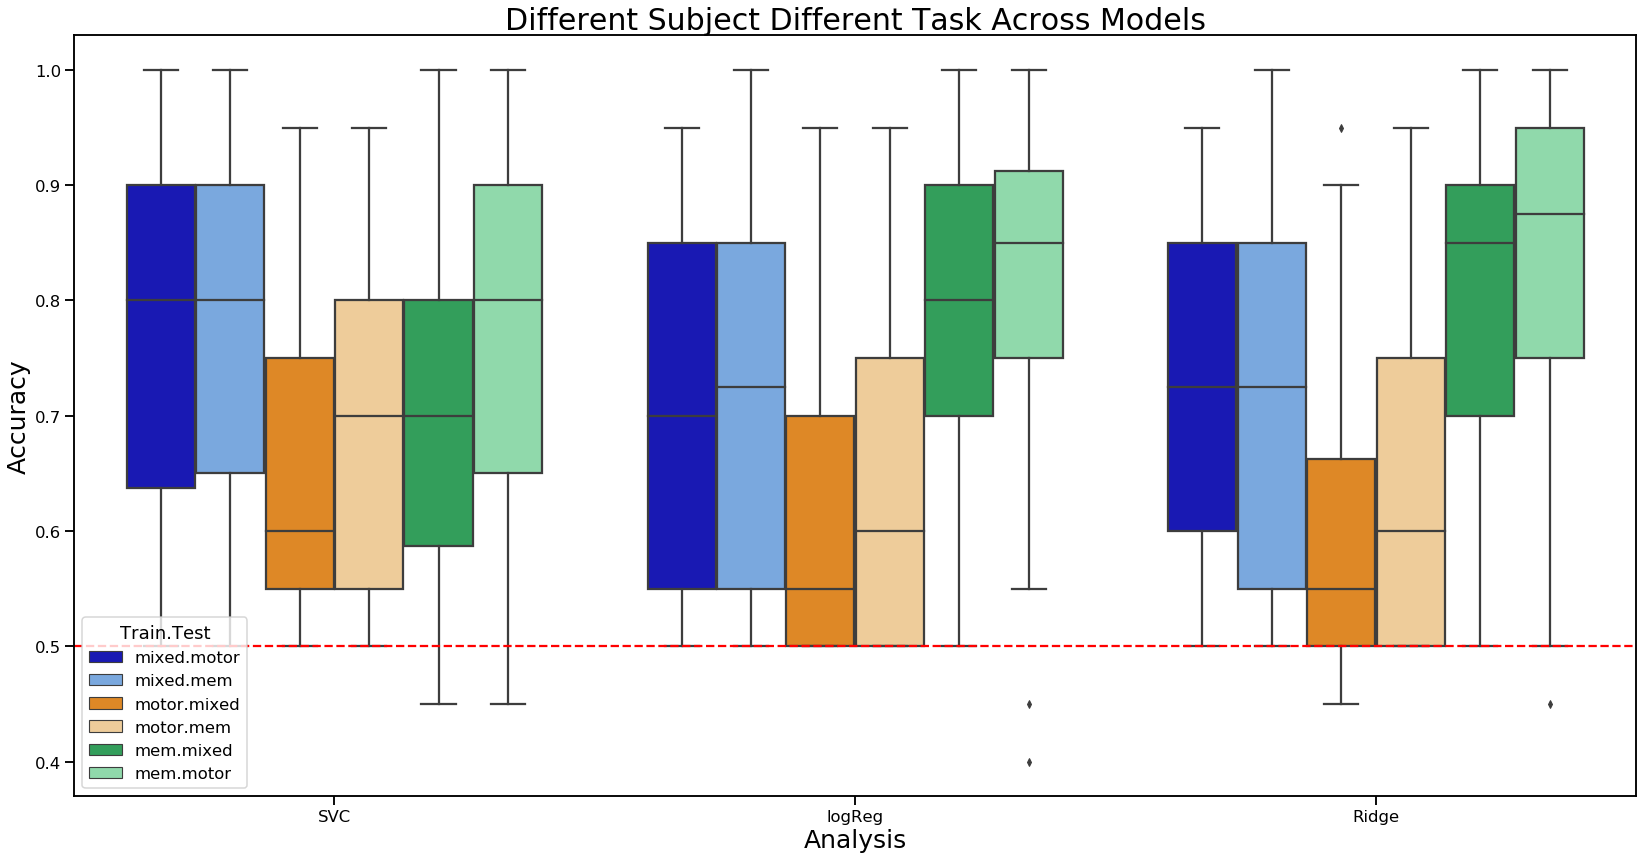 Different Subject Different Task Across Models
Accuracy
1.0
0.9
0.8
0.7
0.6
0.5
0.4
Train.Test
mixed.motor
mixed.mem
motor.mixed
motor.mem
mem.mixed
mem.motor
SVC logReg Ridge
Analysis